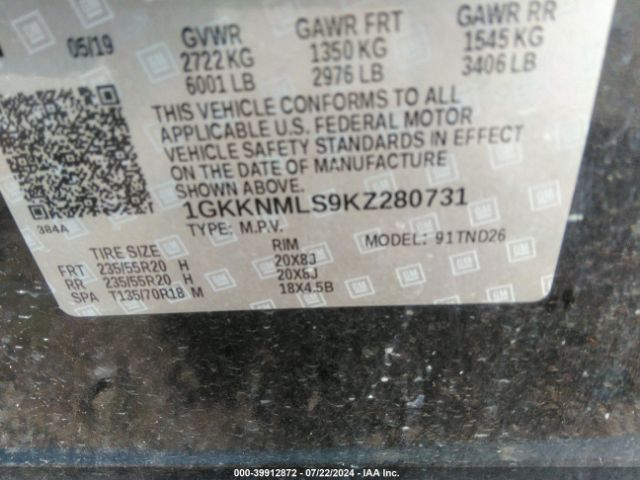 05/19 GVWR GAWR FRT GAWR RR
2722 KG 1350 KG 1545 KG
6001 LB 2976 LB 3406 LB
THIS VEHICLE CONFORMS TO ALL
APPLICABLE U.S. FEDERAL MOTOR
VEHICLE SAFETY STANDARDS IN EFFECT
ON THE DATE OF MANUFACTURE
SHOWN ABOVE.
1GKKNMLS9KZ280731
384A
TYPE: M.P.V. MODEL: 91TND26
TIRE SIZE RIM
FRT 235/55R20 H 20X8J
RR 235/55R20 H 20X8J
SPA T135/70R18 M 18X4.5B
GM
000-39912872 / 07/22/2024 - IAA Inc.